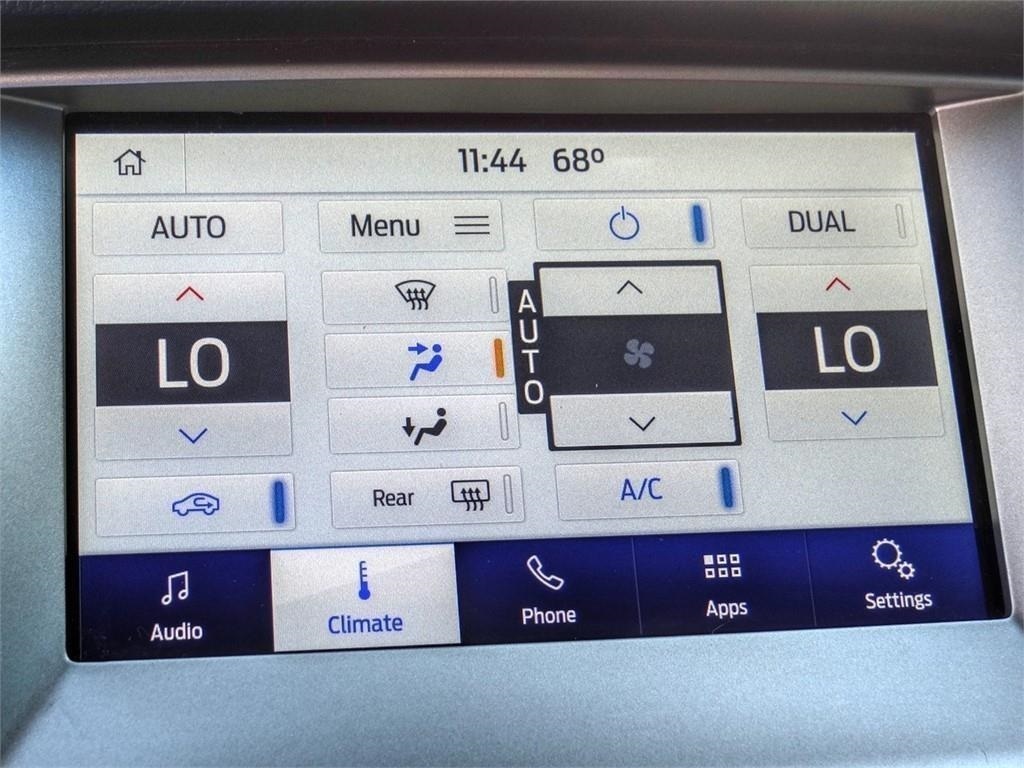 11:44 68º
AUTO
Menu
DUAL
LO
AUTO
LO
Rear
A/C
Audio
Climate
Phone
Apps
Settings